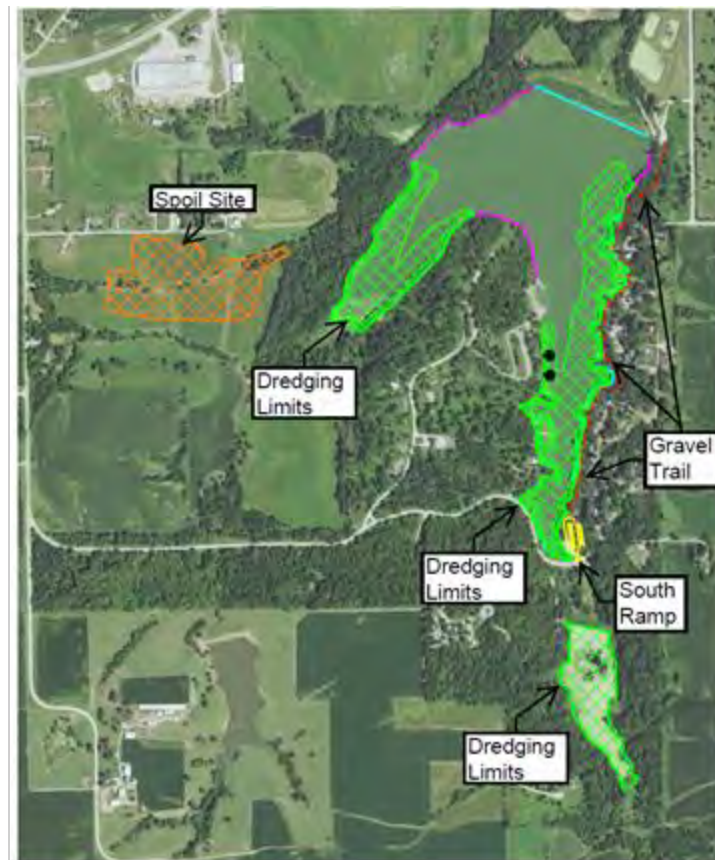 Spoil Site
Dredging
Limits
Gravel
Trail
Dredging
Limits
South
Ramp
Dredging
Limits